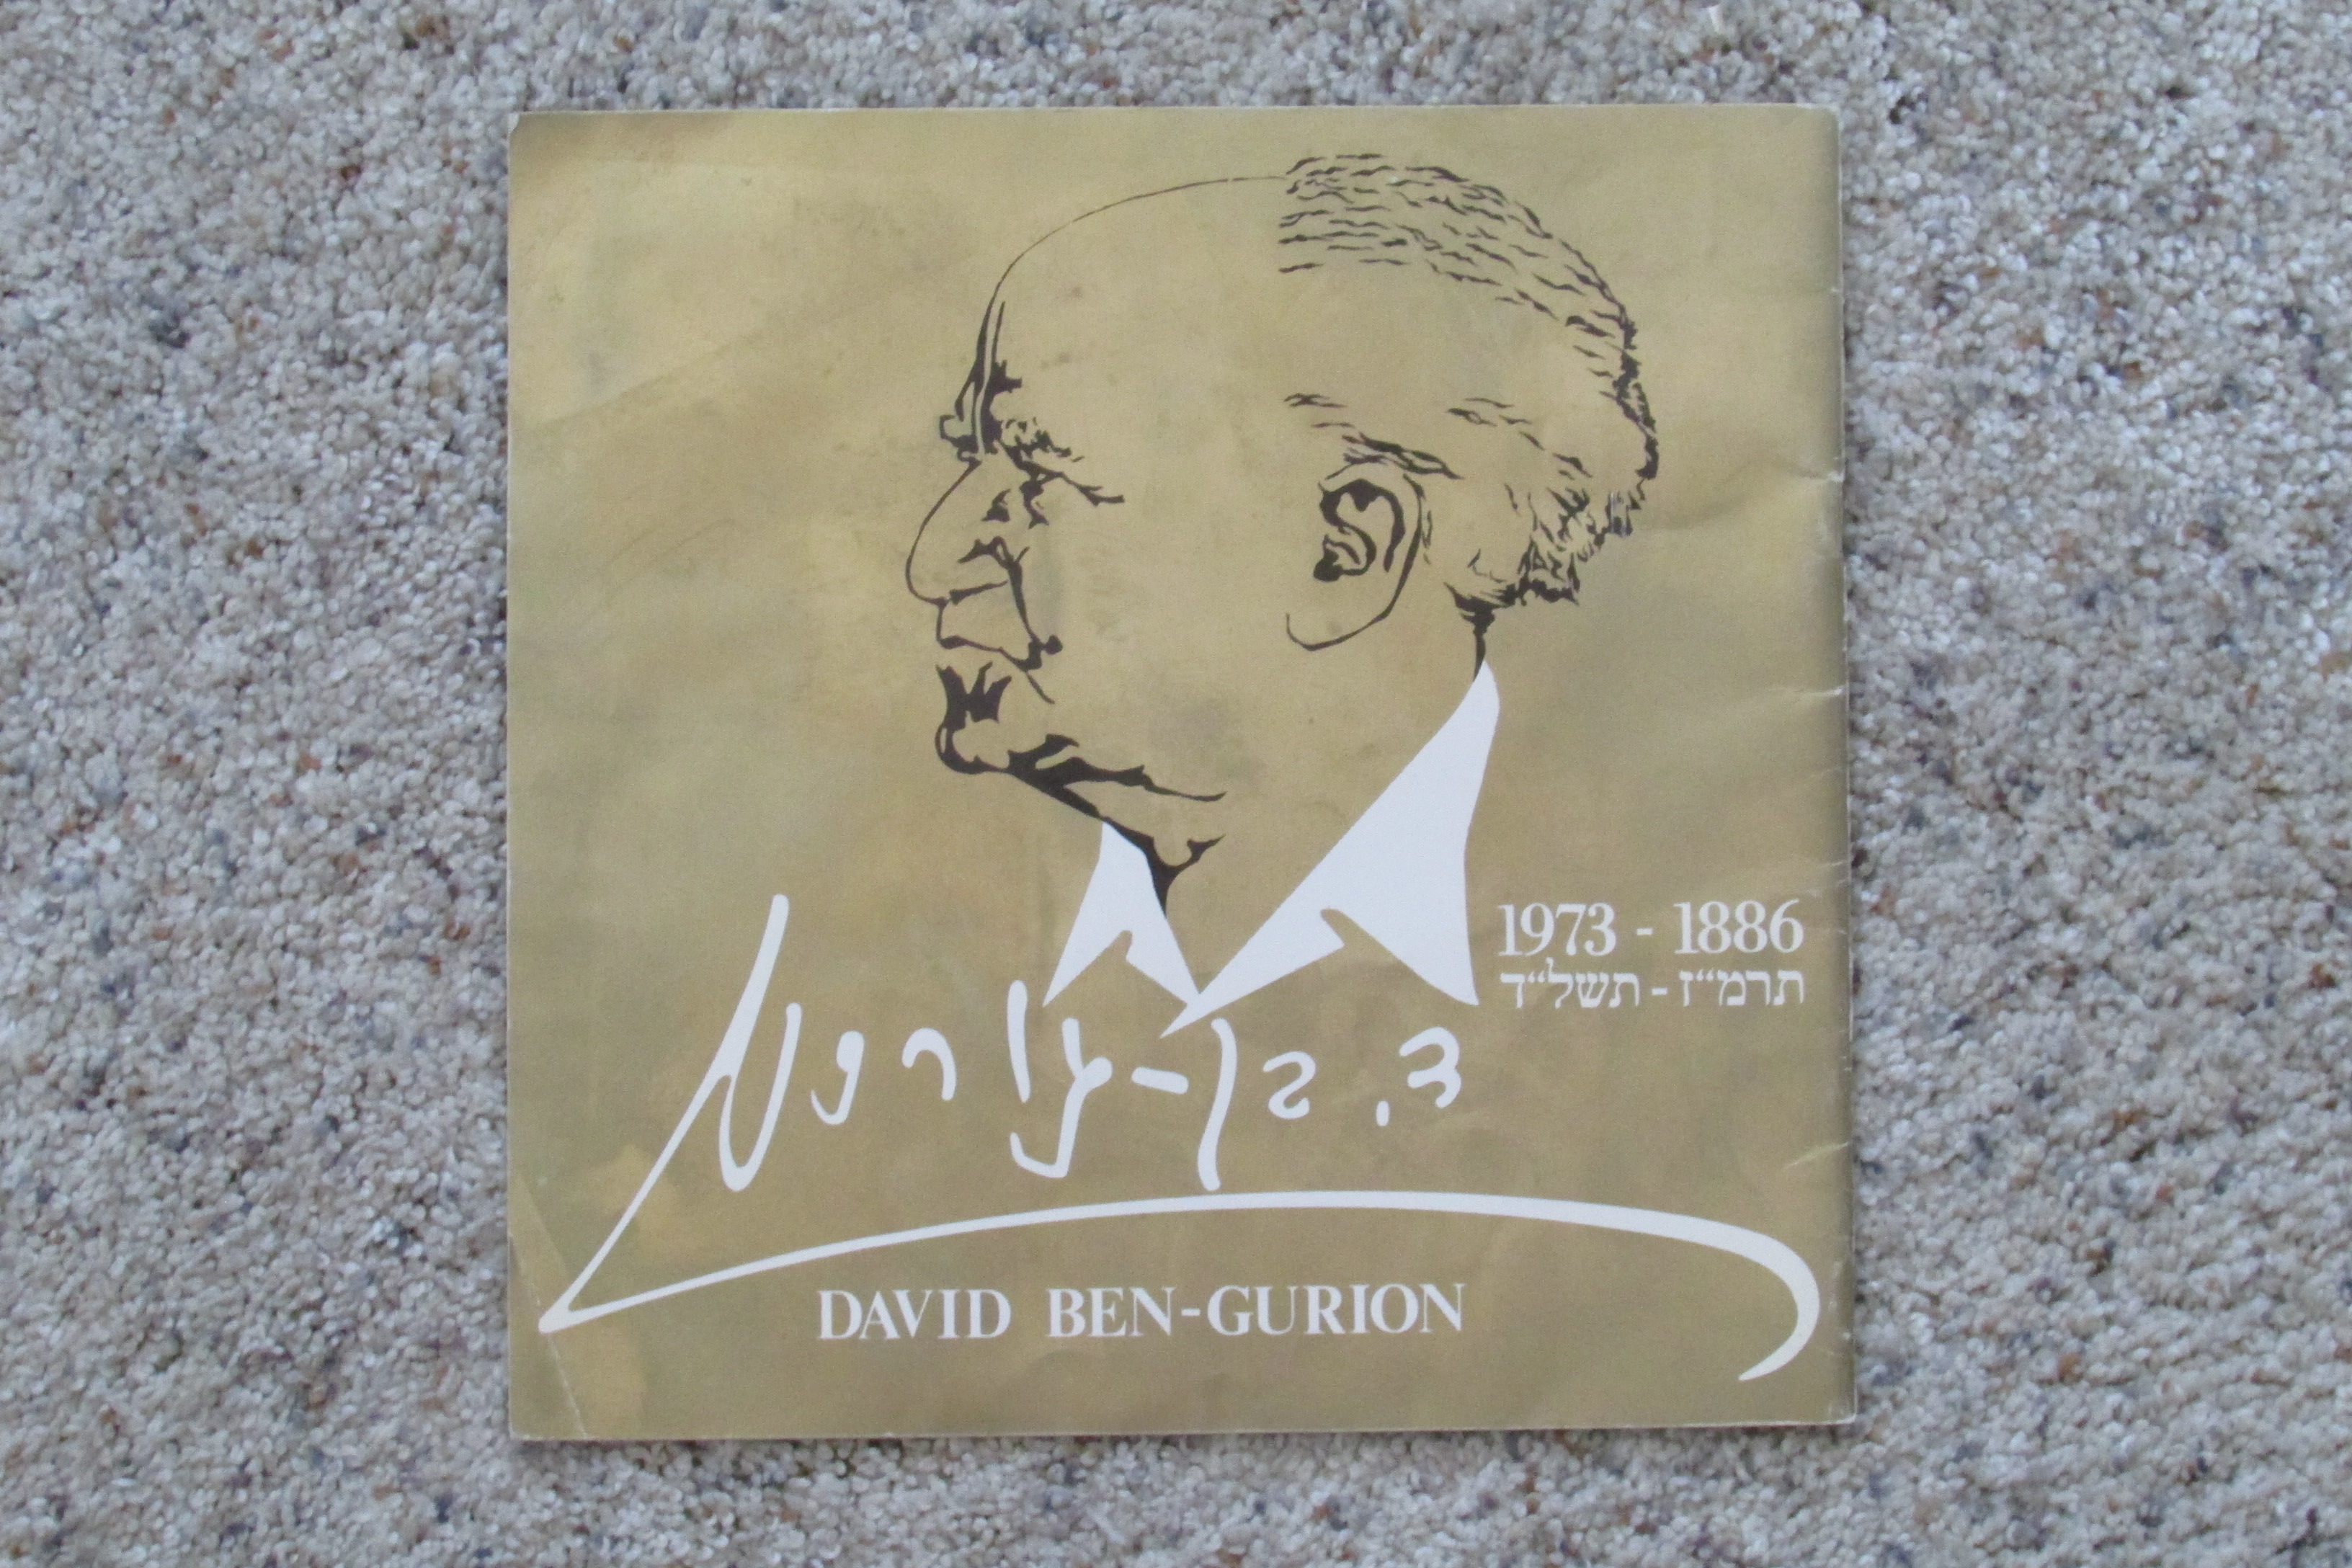 1973 - 1886
תרמ״ז - תשל״ד
ד. בן-גוריון
DAVID BEN-GURION